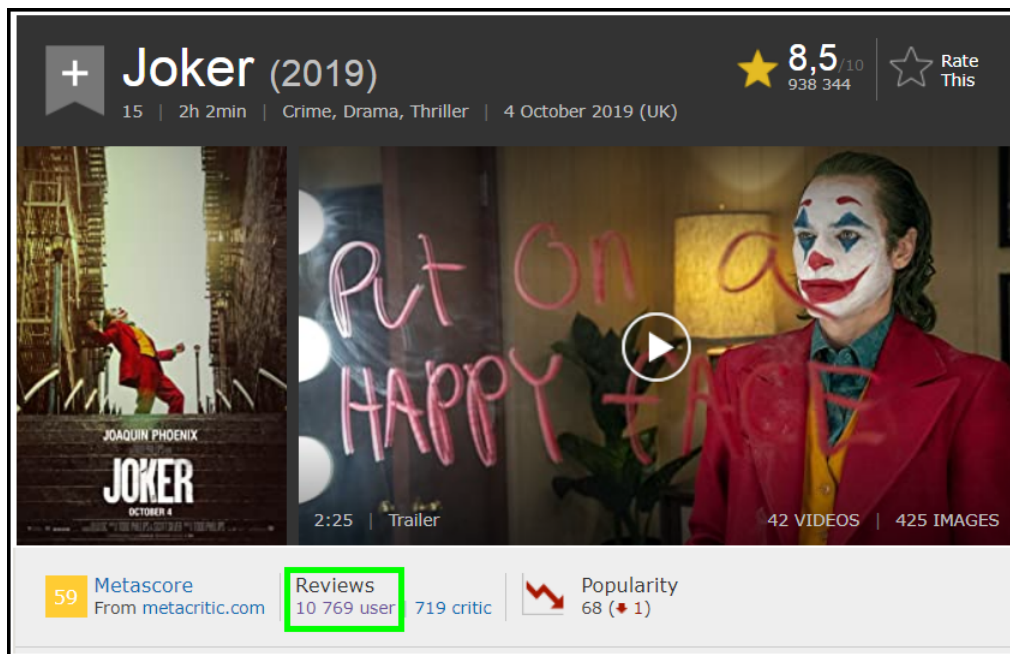 + Joker (2019)
8,5/10
938 344
Rate
This
15 | 2h 2min | Crime, Drama, Thriller | 4 October 2019 (UK)
JOAQUIN PHOENIX
JOKER
OCTOBER 4
Put on a
HAPPY FACE
2:25 | Trailer
42 VIDEOS | 425 IMAGES
59
Metascore
From metacritic.com
Reviews
10 769 user | 719 critic
Popularity
68 (🠋 1)